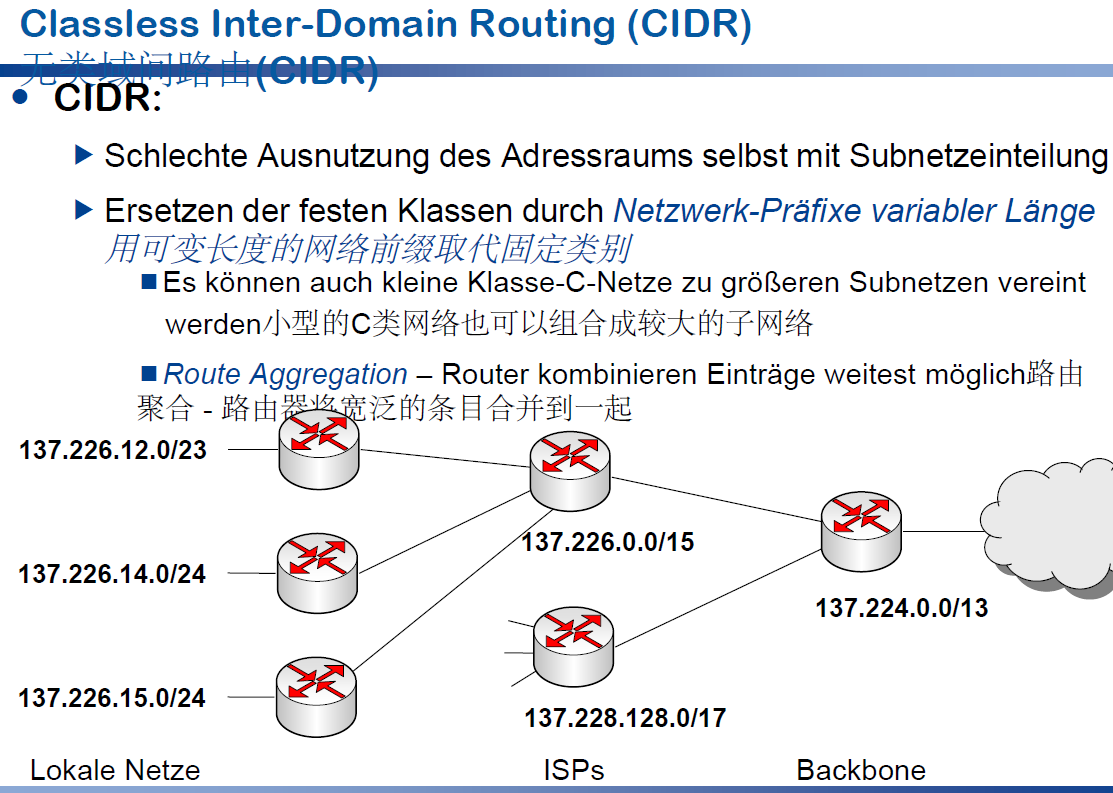 Classless Inter-Domain Routing (CIDR)
无类域间路由(CIDR)
• CIDR:
Schlechte Ausnutzung des Adressraums selbst mit Subnetzeinteilung
Ersetzen der festen Klassen durch Netzwerk-Präfixe variabler Länge
用可变长度的网络前缀取代固定类别
Es können auch kleine Klasse-C-Netze zu größeren Subnetzen vereint
werden小型的C类网络也可以组合成较大的子网络
Route Aggregation – Router kombinieren Einträge weitest möglich路由
聚合 - 路由器将宽泛的条目合并到一起
137.226.12.0/23
137.226.14.0/24
137.226.15.0/24
137.226.0.0/15
137.228.128.0/17
137.224.0.0/13
Lokale Netze
ISPs
Backbone